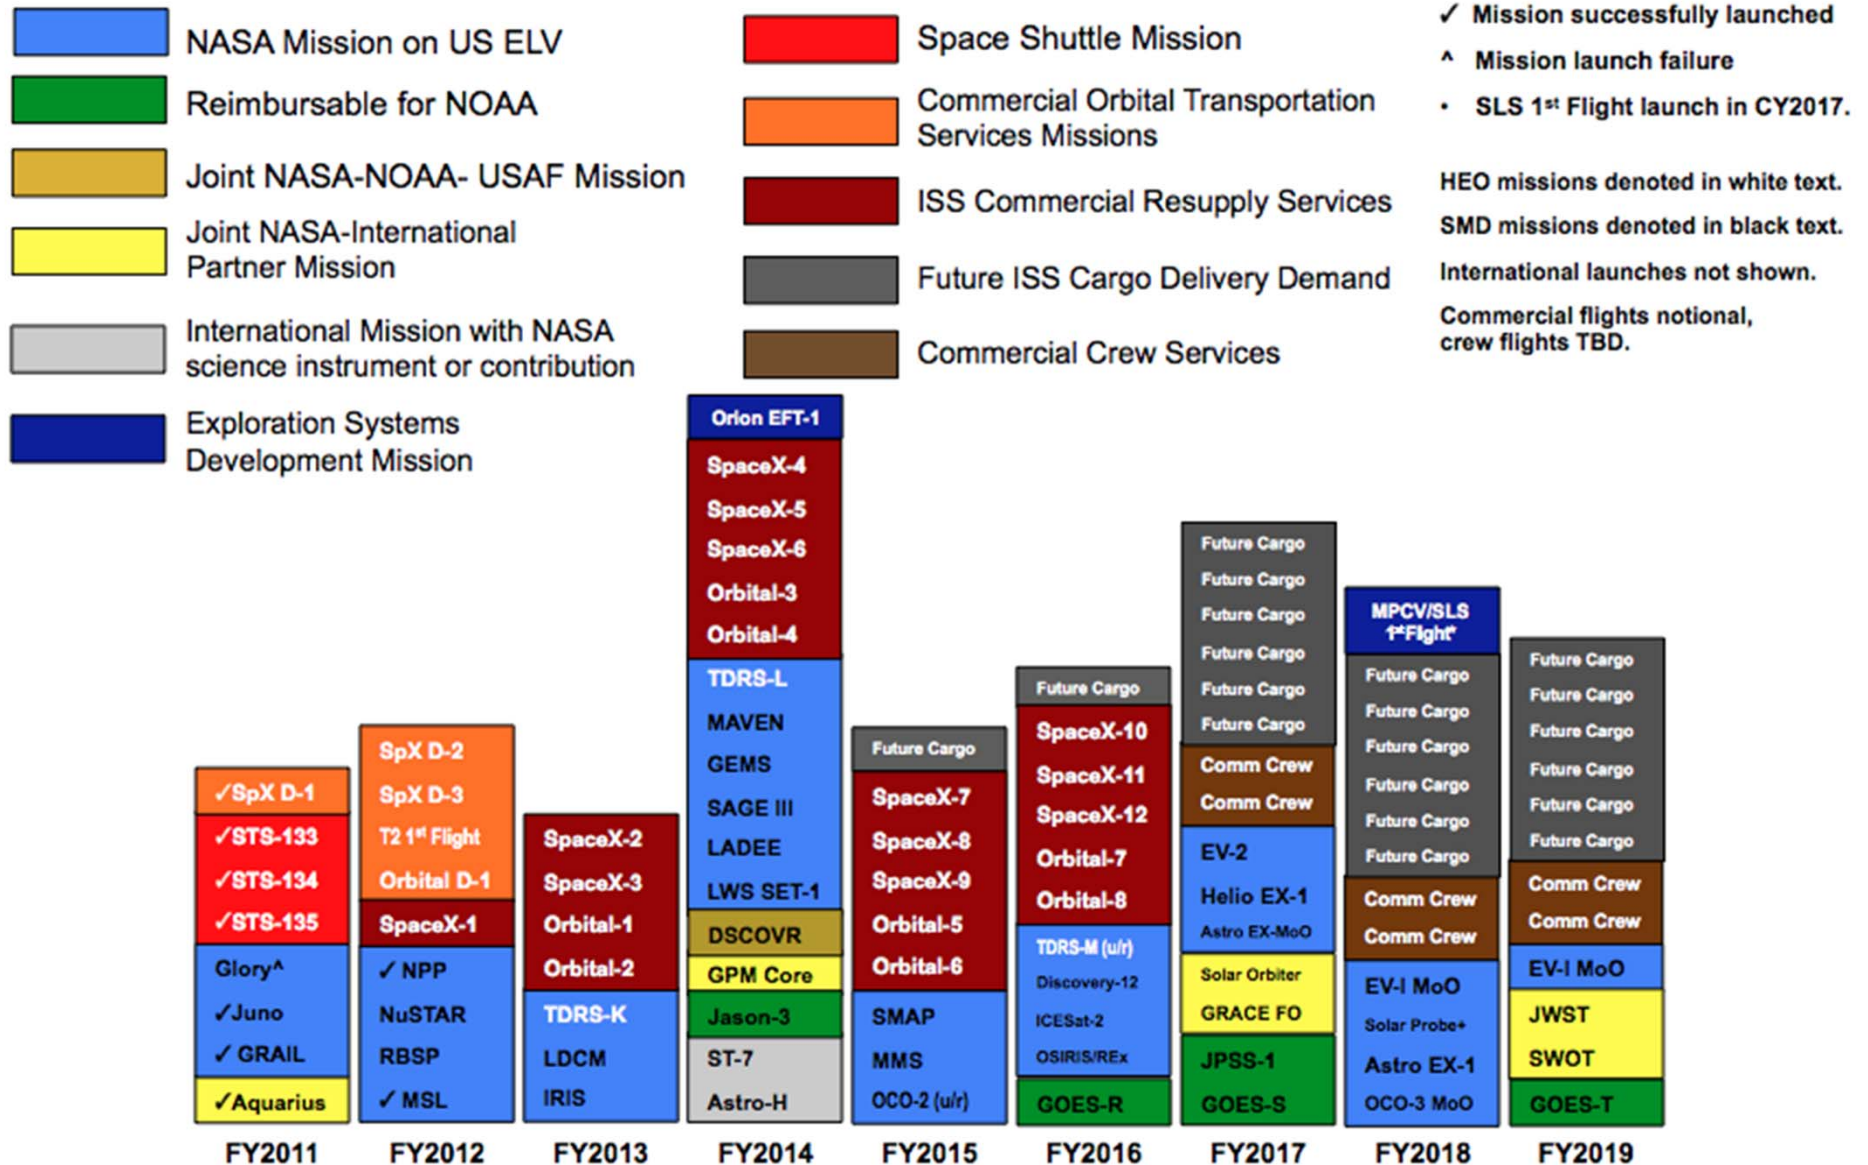 NASA Mission on US ELV
Reimbursable for NOAA
Joint NASA-NOAA- USAF Mission
Joint NASA-International
Partner Mission
International Mission with NASA
science instrument or contribution
Exploration Systems
Development Mission
Space Shuttle Mission
Commercial Orbital Transportation
Services Missions
ISS Commercial Resupply Services
Future ISS Cargo Delivery Demand
Commercial Crew Services
✓ Mission successfully launched
^ Mission launch failure
• SLS 1st Flight launch in CY2017.
HEO missions denoted in white text.
SMD missions denoted in black text.
International launches not shown.
Commercial flights notional,
crew flights TBD.
✓SpX D-1
✓STS-133
✓STS-134
✓STS-135
Glory^
✓Juno
✓ GRAIL
✓Aquarius
FY2011
SpX D-2
SpX D-3
T2 1st Flight
Orbital D-1
SpaceX-1
✓ NPP
NuSTAR
RBSP
✓ MSL
FY2012
SpaceX-2
SpaceX-3
Orbital-1
Orbital-2
TDRS-K
LDCM
IRIS
FY2013
Orion EFT-1
SpaceX-4
SpaceX-5
SpaceX-6
Orbital-3
Orbital-4
TDRS-L
MAVEN
GEMS
SAGE III
LADEE
LWS SET-1
DSCOVR
GPM Core
Jason-3
ST-7
Astro-H
FY2014
Future Cargo
SpaceX-7
SpaceX-8
SpaceX-9
Orbital-5
Orbital-6
SMAP
MMS
OCO-2 (u/r)
FY2015
Future Cargo
SpaceX-10
SpaceX-11
SpaceX-12
Orbital-7
Orbital-8
TDRS-M (u/r)
Discovery-12
ICESat-2
OSIRIS/REx
GOES-R
FY2016
Future Cargo
Future Cargo
Future Cargo
Future Cargo
Future Cargo
Future Cargo
Comm Crew
Comm Crew
EV-2
Helio EX-1
Astro EX-MoO
Solar Orbiter
GRACE FO
JPSS-1
GOES-S
FY2017
MPCV/SLS
1st Flight*
Future Cargo
Future Cargo
Future Cargo
Future Cargo
Future Cargo
Future Cargo
Comm Crew
Comm Crew
EV-I MoO
Solar Probe+
Astro EX-1
OCO-3 MoO
FY2018
Future Cargo
Future Cargo
Future Cargo
Future Cargo
Future Cargo
Future Cargo
Comm Crew
Comm Crew
EV-I MoO
JWST
SWOT
GOES-T
FY2019